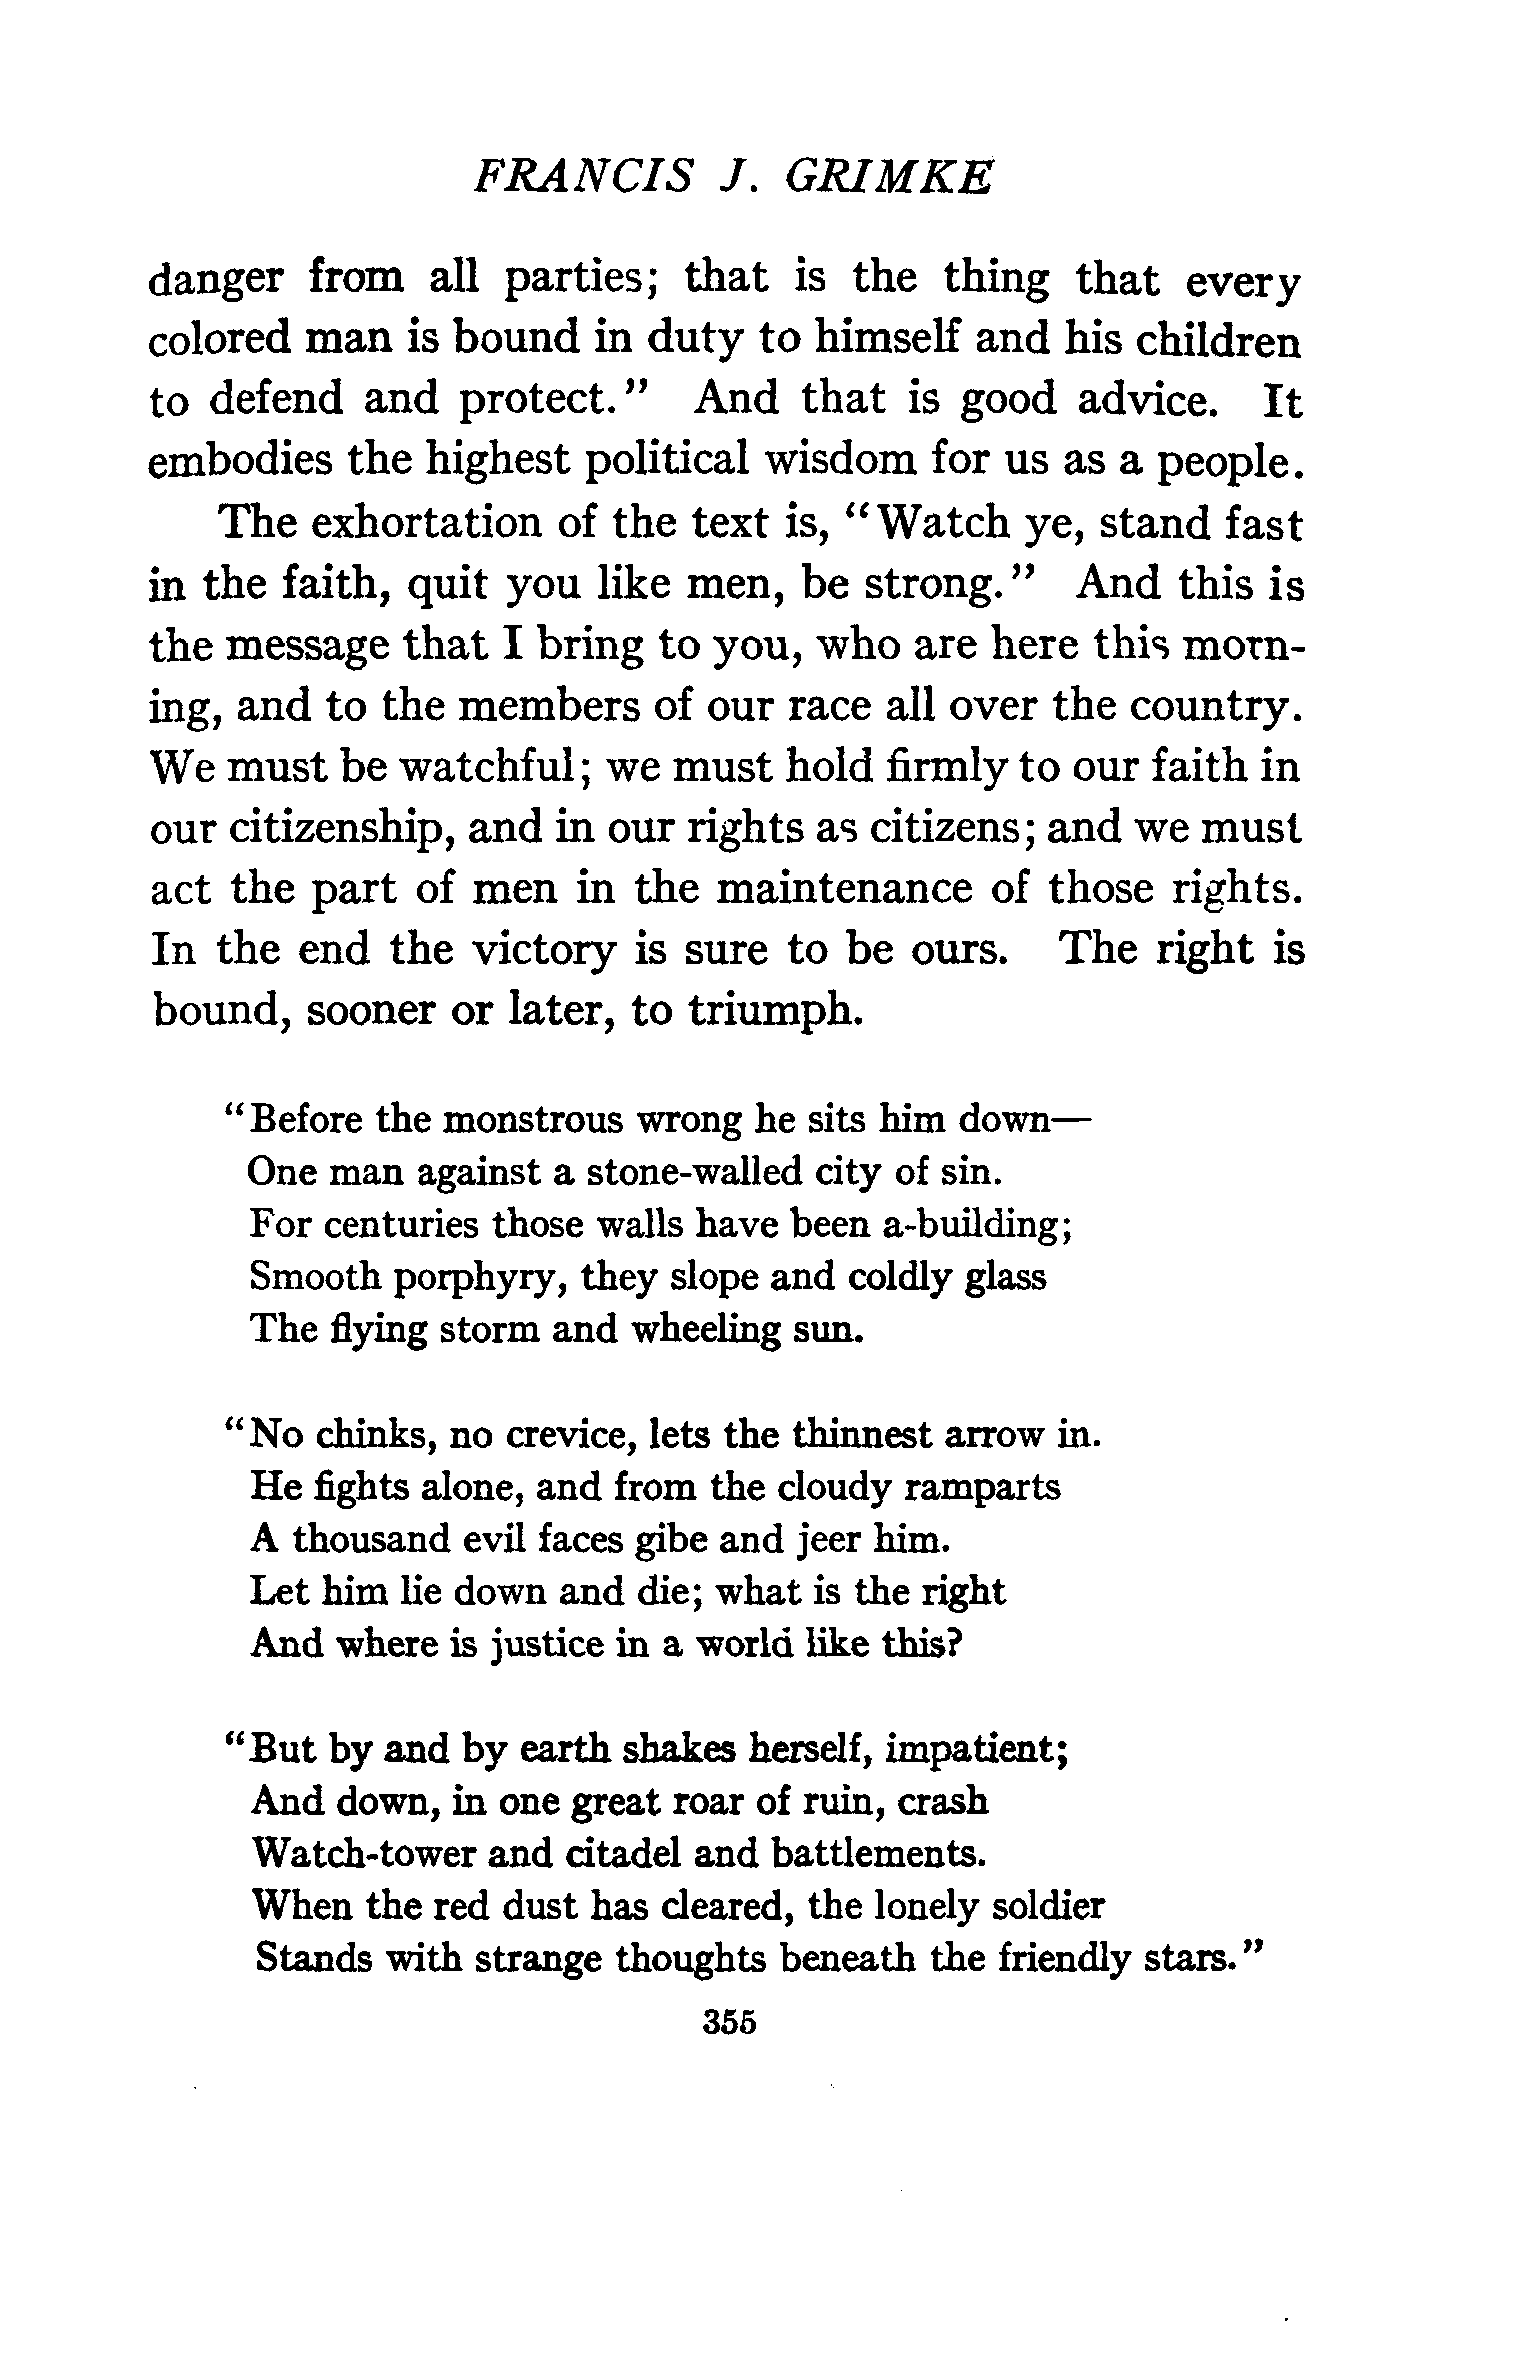 FRANCIS J. GRIMKE
danger from all parties; that is the thing that every
colored man is bound in duty to himself and his children
to defend and protect." And that is good advice. It
embodies the highest political wisdom for us as a people.
The exhortation of the text is, "Watch ye, stand fast
in the faith, quit you like men, be strong." And this is
the message that I bring to you, who are here this morn-
ing, and to the members of our race all over the country.
We must be watchful; we must hold firmly to our faith in
our citizenship, and in our rights as citizens; and we must
act the part of men in the maintenance of those rights.
In the end the victory is sure to be ours. The right is
bound, sooner or later, to triumph.
"Before the monstrous wrong he sits him down—
One man against a stone-walled city of sin.
For centuries those walls have been a-building;
Smooth porphyry, they slope and coldly glass
The flying storm and wheeling sun.
"No chinks, no crevice, lets the thinnest arrow in.
He fights alone, and from the cloudy ramparts
A thousand evil faces gibe and jeer him.
Let him lie down and die; what is the right
And where is justice in a world like this?
"But by and by earth shakes herself, impatient;
And down, in one great roar of ruin, crash
Watch-tower and citadel and battlements.
When the red dust has cleared, the lonely soldier
Stands with strange thoughts beneath the friendly stars."
355